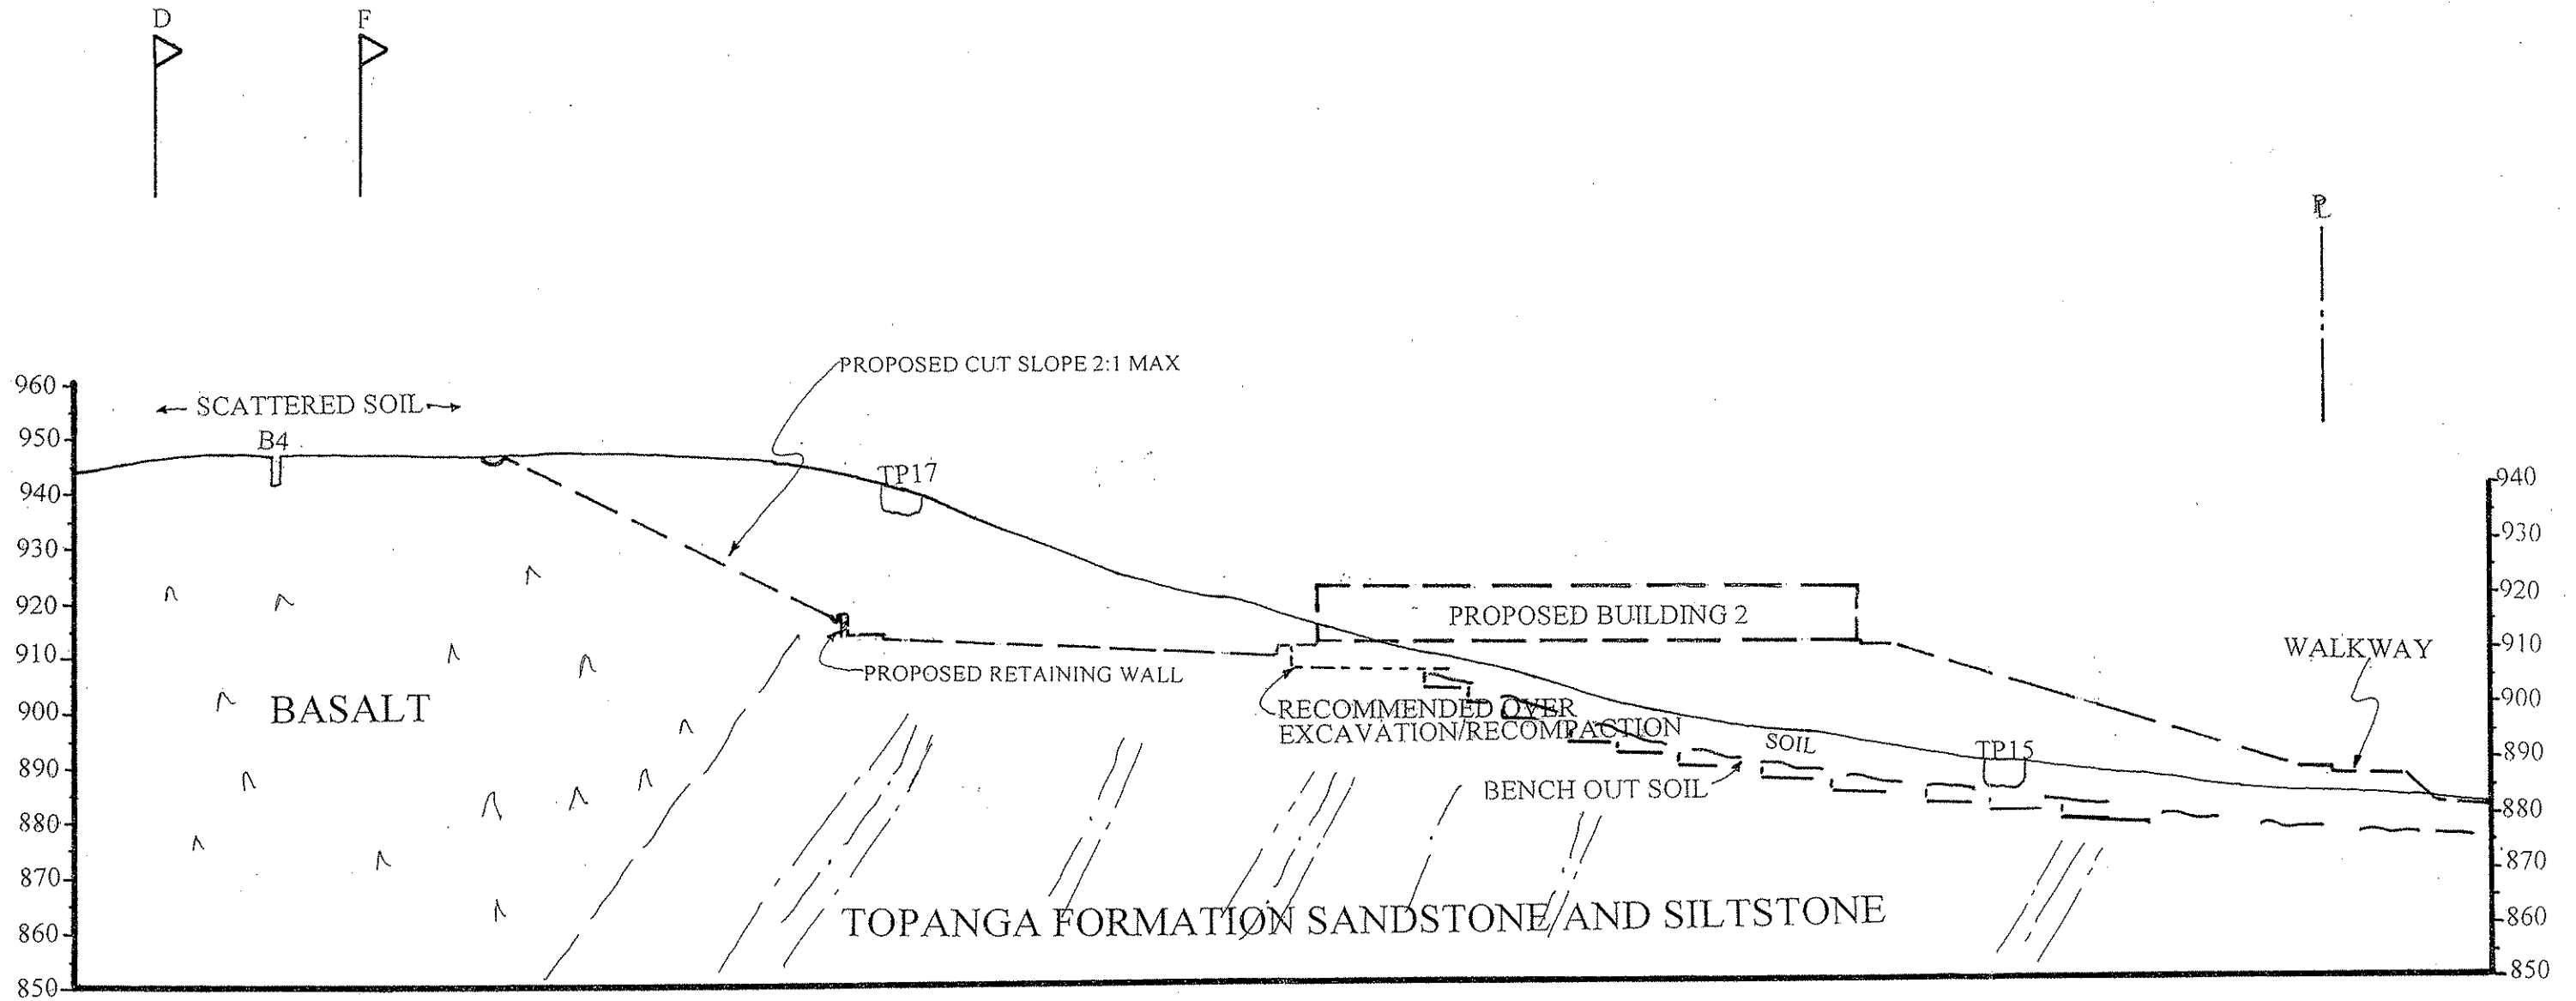 D
F
PL
PROPOSED CUT SLOPE 2:1 MAX
960
← SCATTERED SOIL →
950
B4
TP17
940
940
930
930
920
920
PROPOSED BUILDING 2
910
910
WALKWAY
PROPOSED RETAINING WALL
900
900
BASALT
RECOMMENDED OVER
EXCAVATION/RECOMPACTION
SOIL
TP15
890
890
BENCH OUT SOIL
880
880
870
870
TOPANGA FORMATION SANDSTONE AND SILTSTONE
860
860
850
850